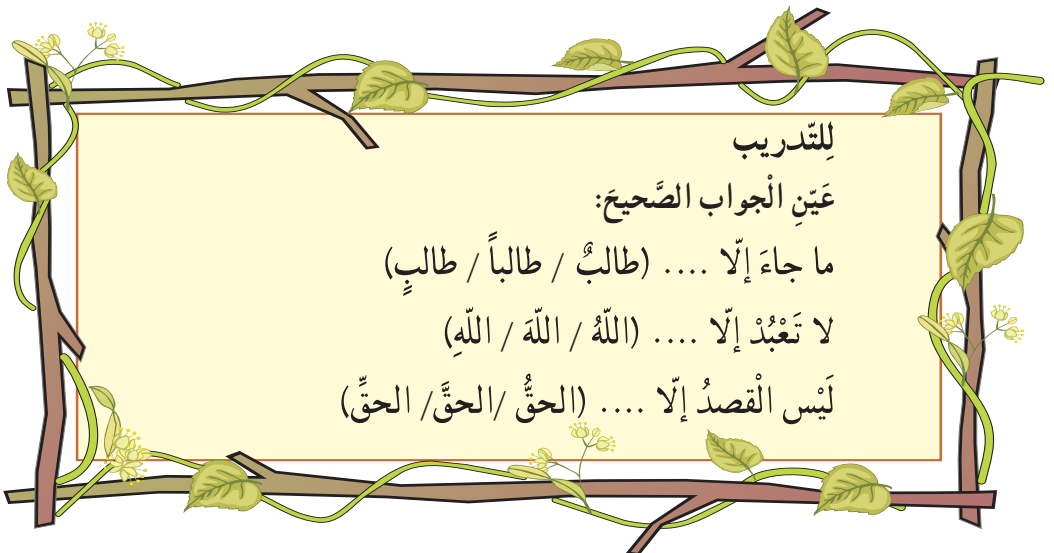 لِلتّدريب
عَيّنِ الْجواب الصَّحيحَ:
ما جاءَ إلّا .... (طالبٌ / طالباً / طالبٍ)
لا تَعْبُدْ إلّا .... (اللّهُ / اللّهَ / اللّهِ)
لَيْس الْقصدُ إلّا .... (الحقُّ /الحقَّ/ الحقِّ)